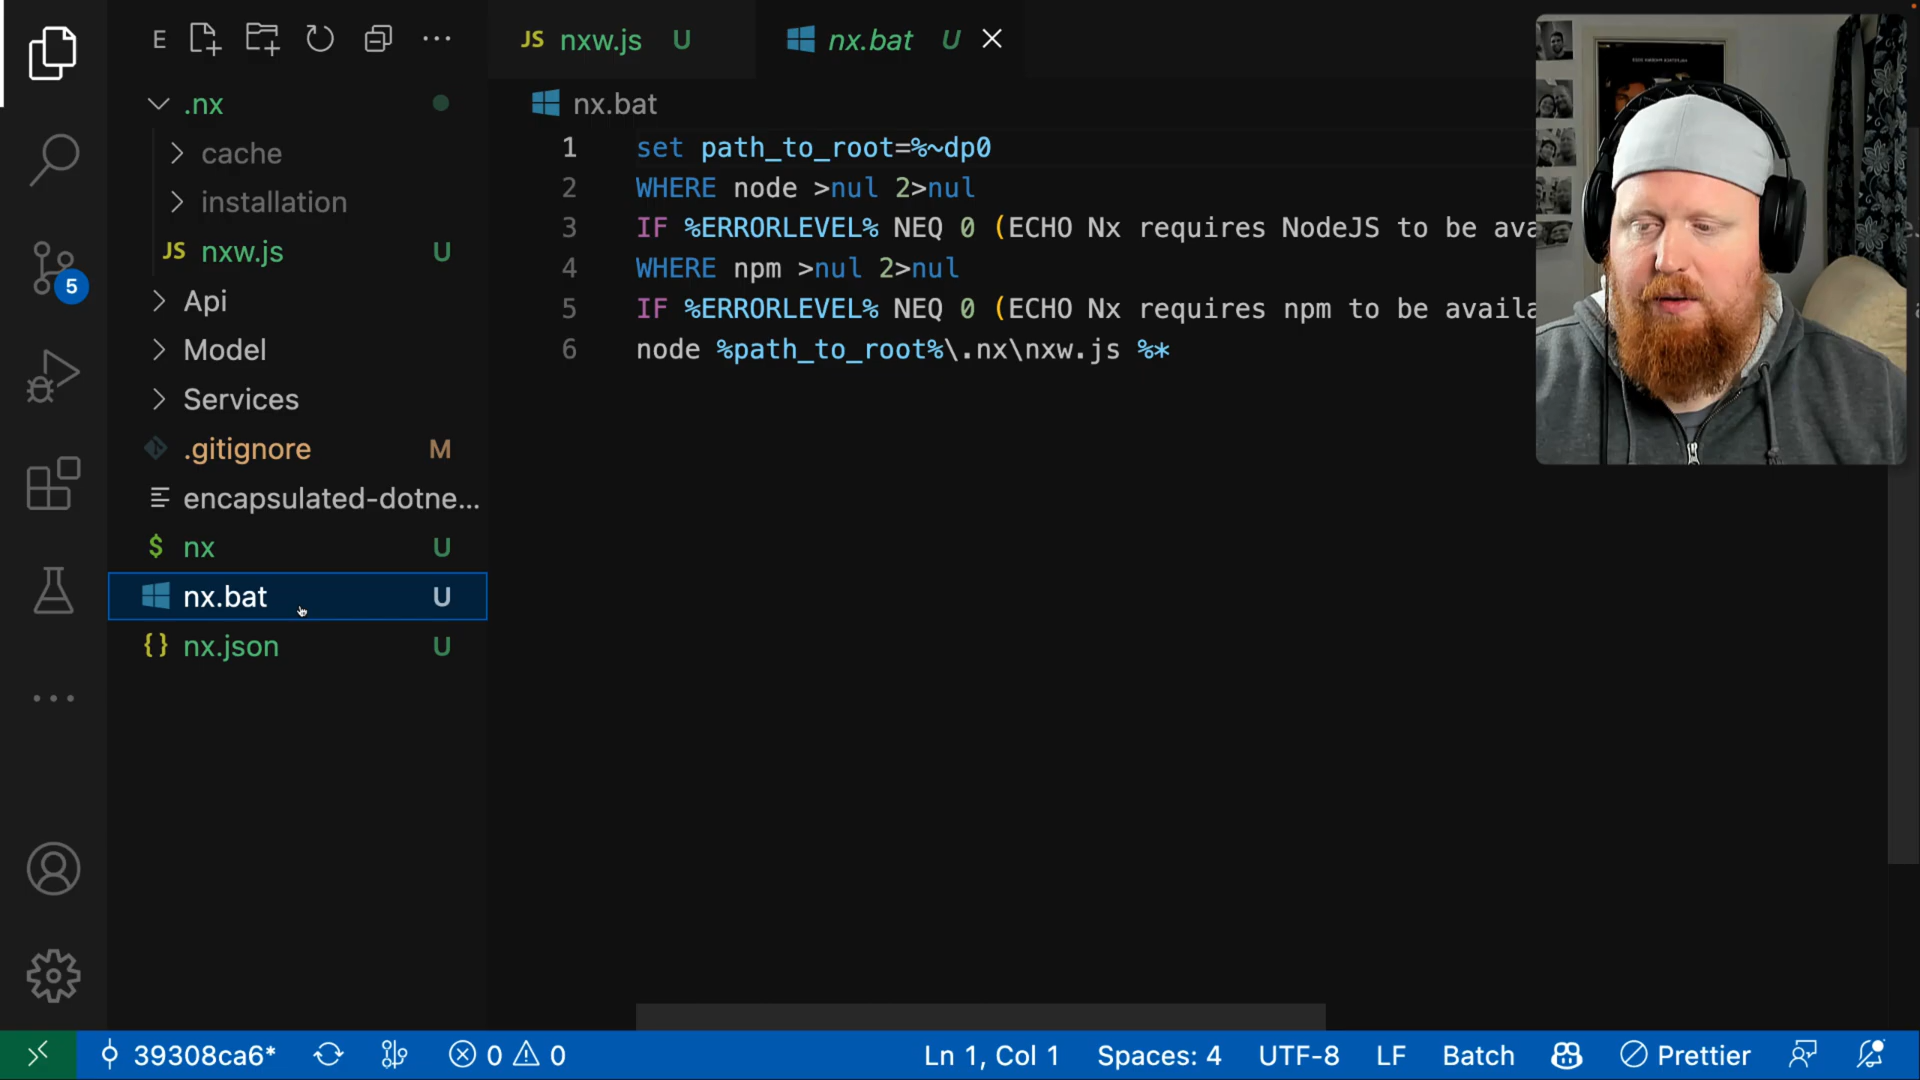 E
JS nxw.js U
nx.bat U
.nx
cache
installation
JS nxw.js U
Api
Model
Services
.gitignore M
encapsulated-dotne...
$ nx U
nx.bat U
{} nx.json U
5
nx.bat
1 set path_to_root=%~dp0
2 WHERE node >nul 2>nul
3 IF %ERRORLEVEL% NEQ 0 (ECHO Nx requires NodeJS to be ava
4 WHERE npm >nul 2>nul
5 IF %ERRORLEVEL% NEQ 0 (ECHO Nx requires npm to be availa
6 node %path_to_root%\.nx\nxw.js %*
39308ca6* 0 0 Ln 1, Col 1 Spaces: 4 UTF-8 LF Batch Prettier